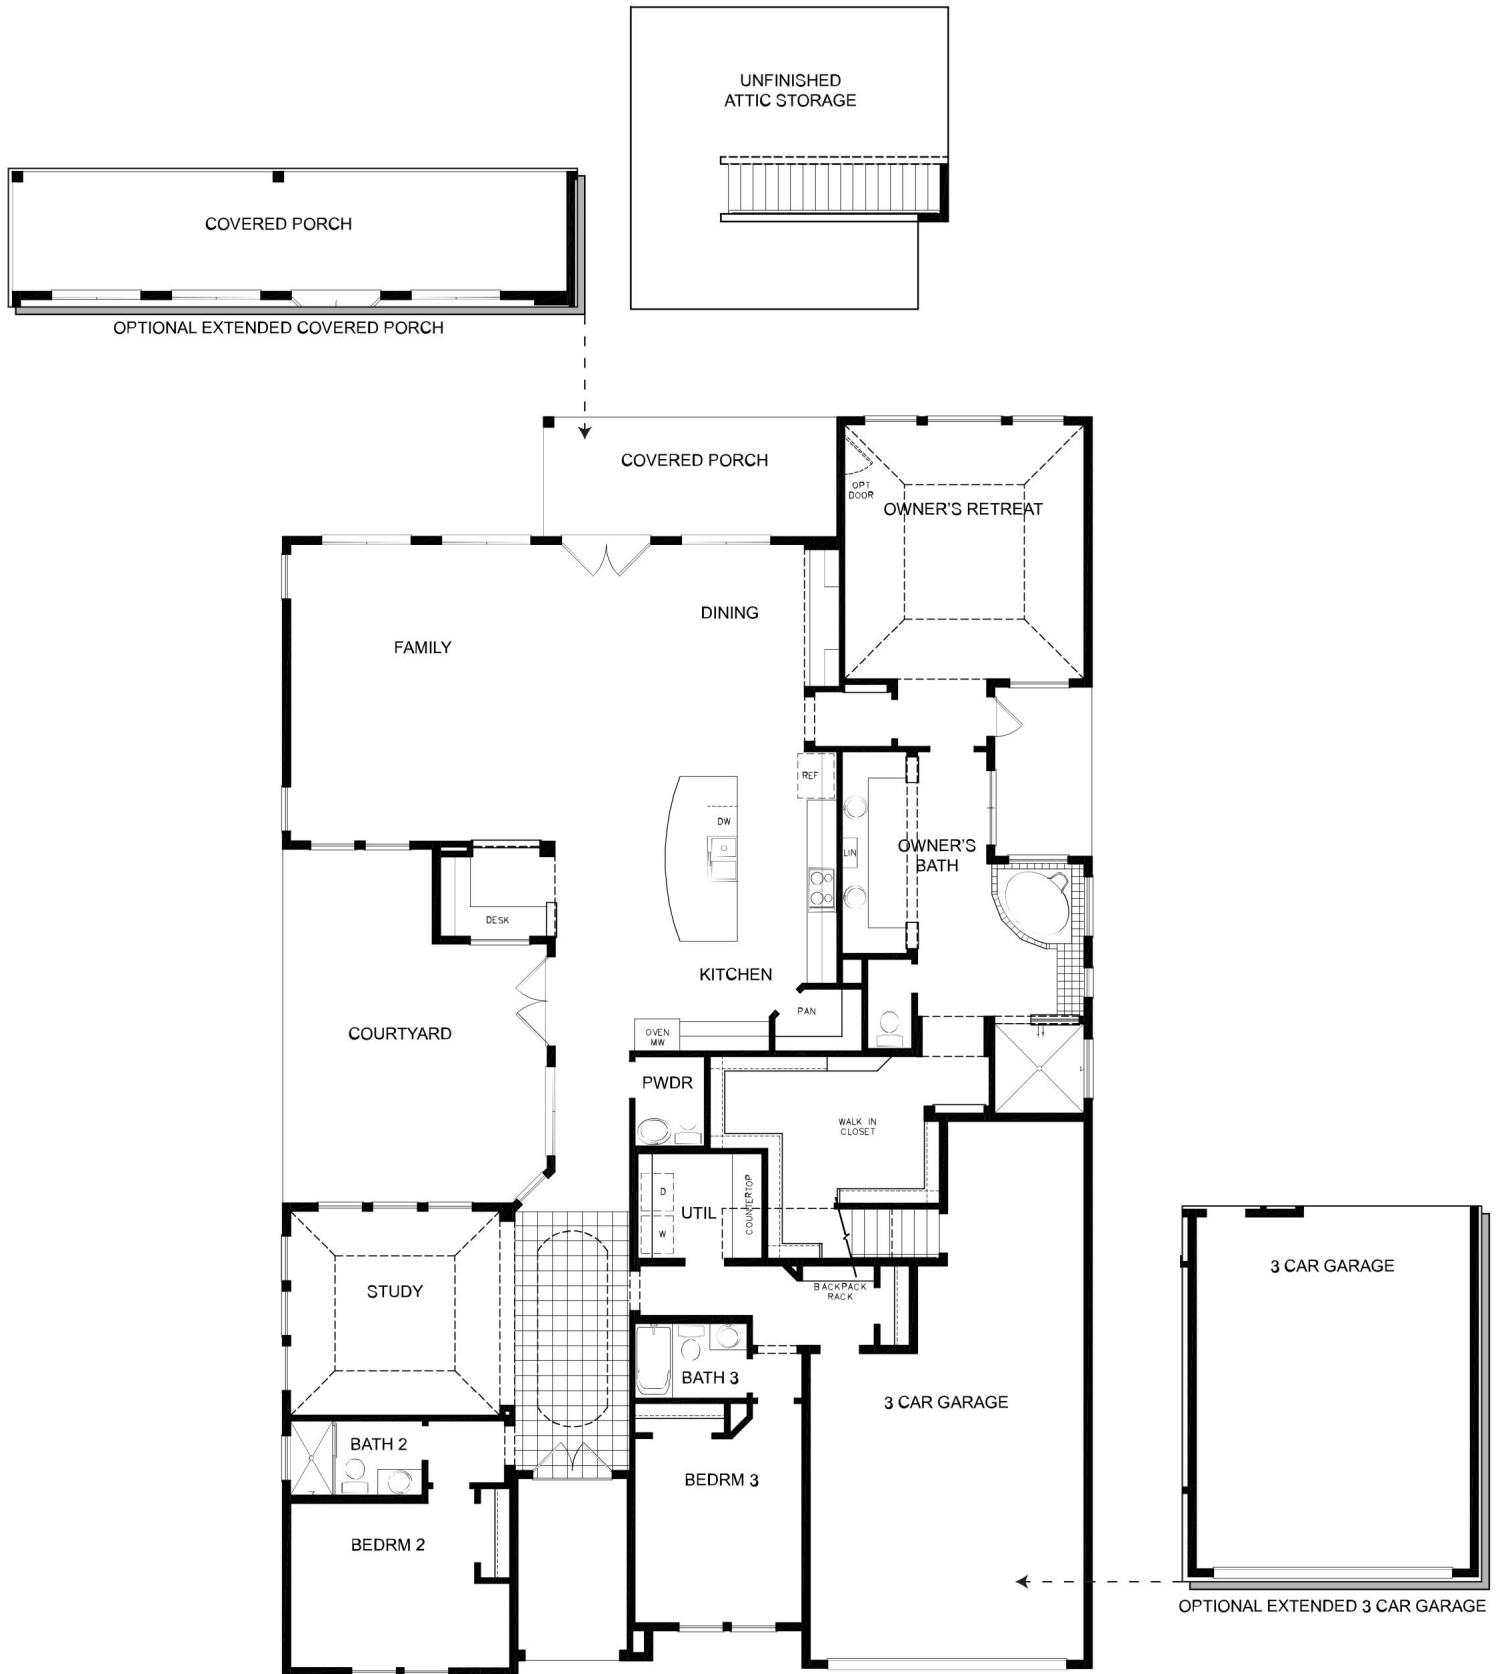 UNFINISHED
ATTIC STORAGE
COVERED PORCH
OPTIONAL EXTENDED COVERED PORCH
COVERED PORCH
OPT
DOOR
OWNER'S RETREAT
DINING
FAMILY
REF
DW
LIN
OWNER'S
BATH
DESK
KITCHEN
PAN
COURTYARD
OVEN
MW
PWDR
WALK IN
CLOSET
D
UTIL
COUNTERTOP
W
STUDY
BACKPACK
RACK
3 CAR GARAGE
BATH 3
3 CAR GARAGE
BATH 2
BEDRM 3
BEDRM 2
OPTIONAL EXTENDED 3 CAR GARAGE